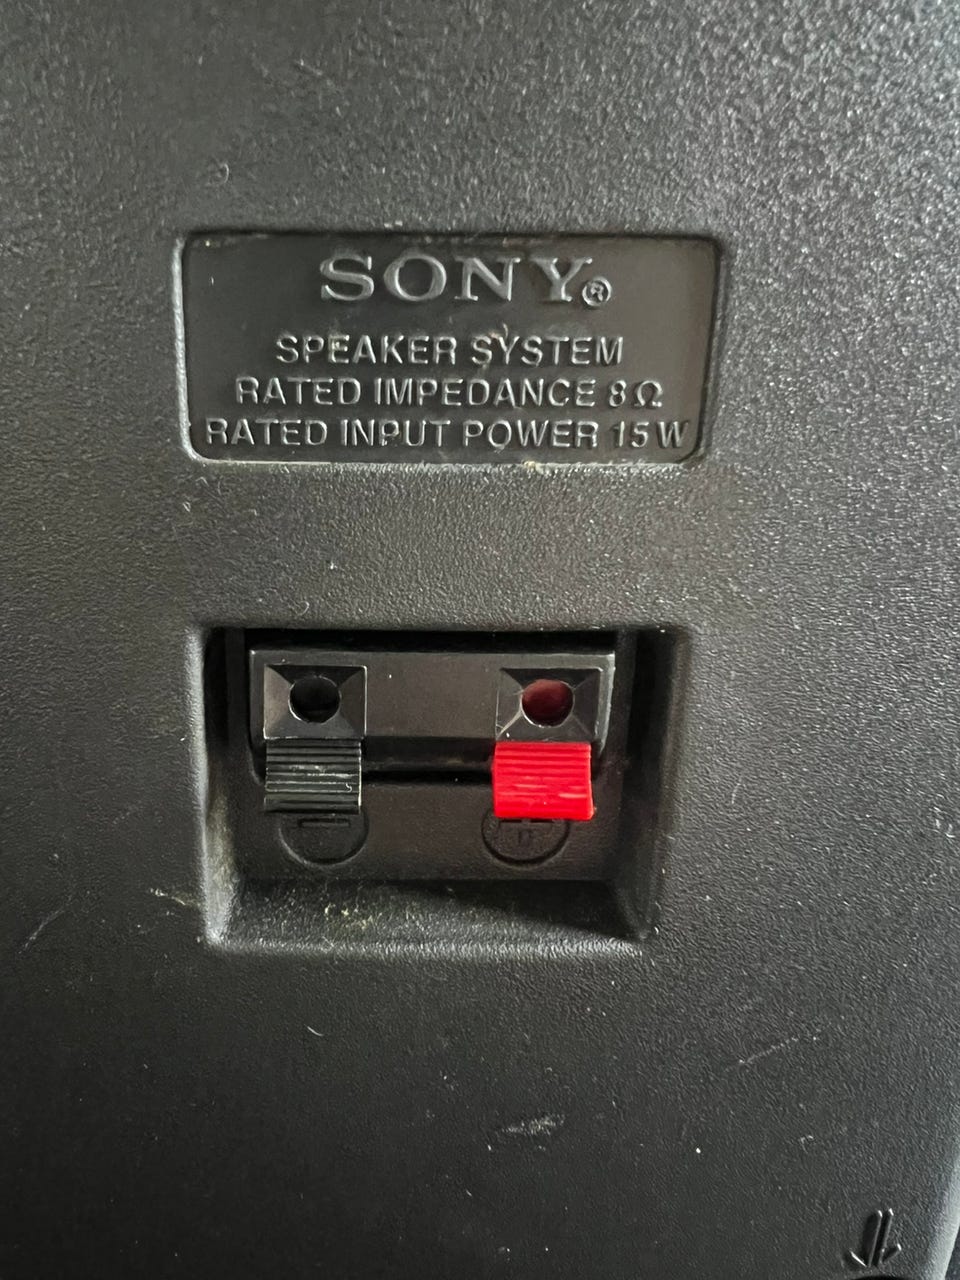 SONY®
SPEAKER SYSTEM
RATED IMPEDANCE 8Ω
RATED INPUT POWER 15W